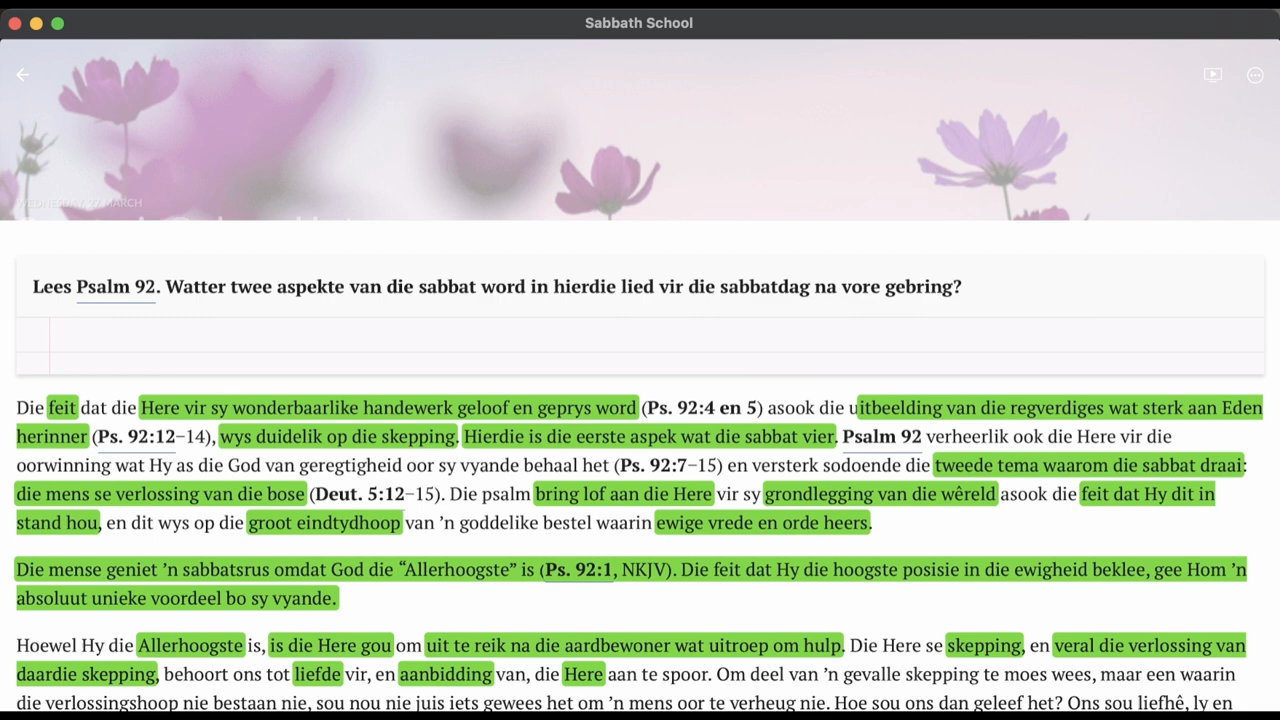 Sabbath School
WEDNESDAY, 27 MARCH
Lees Psalm 92. Watter twee aspekte van die sabbat word in hierdie lied vir die sabbatdag na vore gebring?
Die feit dat die Here vir sy wonderbaarlike handewerk geloof en geprys word (Ps. 92:4 en 5) asook die uitbeelding van die regverdiges wat sterk aan Eden
herinner (Ps. 92:12–14), wys duidelik op die skepping. Hierdie is die eerste aspek wat die sabbat vier. Psalm 92 verheerlik ook die Here vir die
oorwinning wat Hy as die God van geregtigheid oor sy vyande behaal het (Ps. 92:7–15) en versterk sodoende die tweede tema waarom die sabbat draai:
die mens se verlossing van die bose (Deut. 5:12–15). Die psalm bring lof aan die Here vir sy grondlegging van die wêreld asook die feit dat Hy dit in
stand hou, en dit wys op die groot eindtydhoop van ’n goddelike bestel waarin ewige vrede en orde heers.
Die mense geniet ’n sabbatsrus omdat God die “Allerhoogste” is (Ps. 92:1, NKJV). Die feit dat Hy die hoogste posisie in die ewigheid beklee, gee Hom ’n
absoluut unieke voordeel bo sy vyande.
Hoewel Hy die Allerhoogste is, is die Here gou om uit te reik na die aardbewoner wat uitroep om hulp. Die Here se skepping, en veral die verlossing van
daardie skepping, behoort ons tot liefde vir, en aanbidding van, die Here aan te spoor. Om deel van ’n gevalle skepping te moes wees, maar een waarin
die verlossingshoop nie bestaan nie, sou nou nie juis iets gewees het om ’n mens oor te verheug nie. Hoe sou ons dan geleef het? Ons sou liefhê, ly en